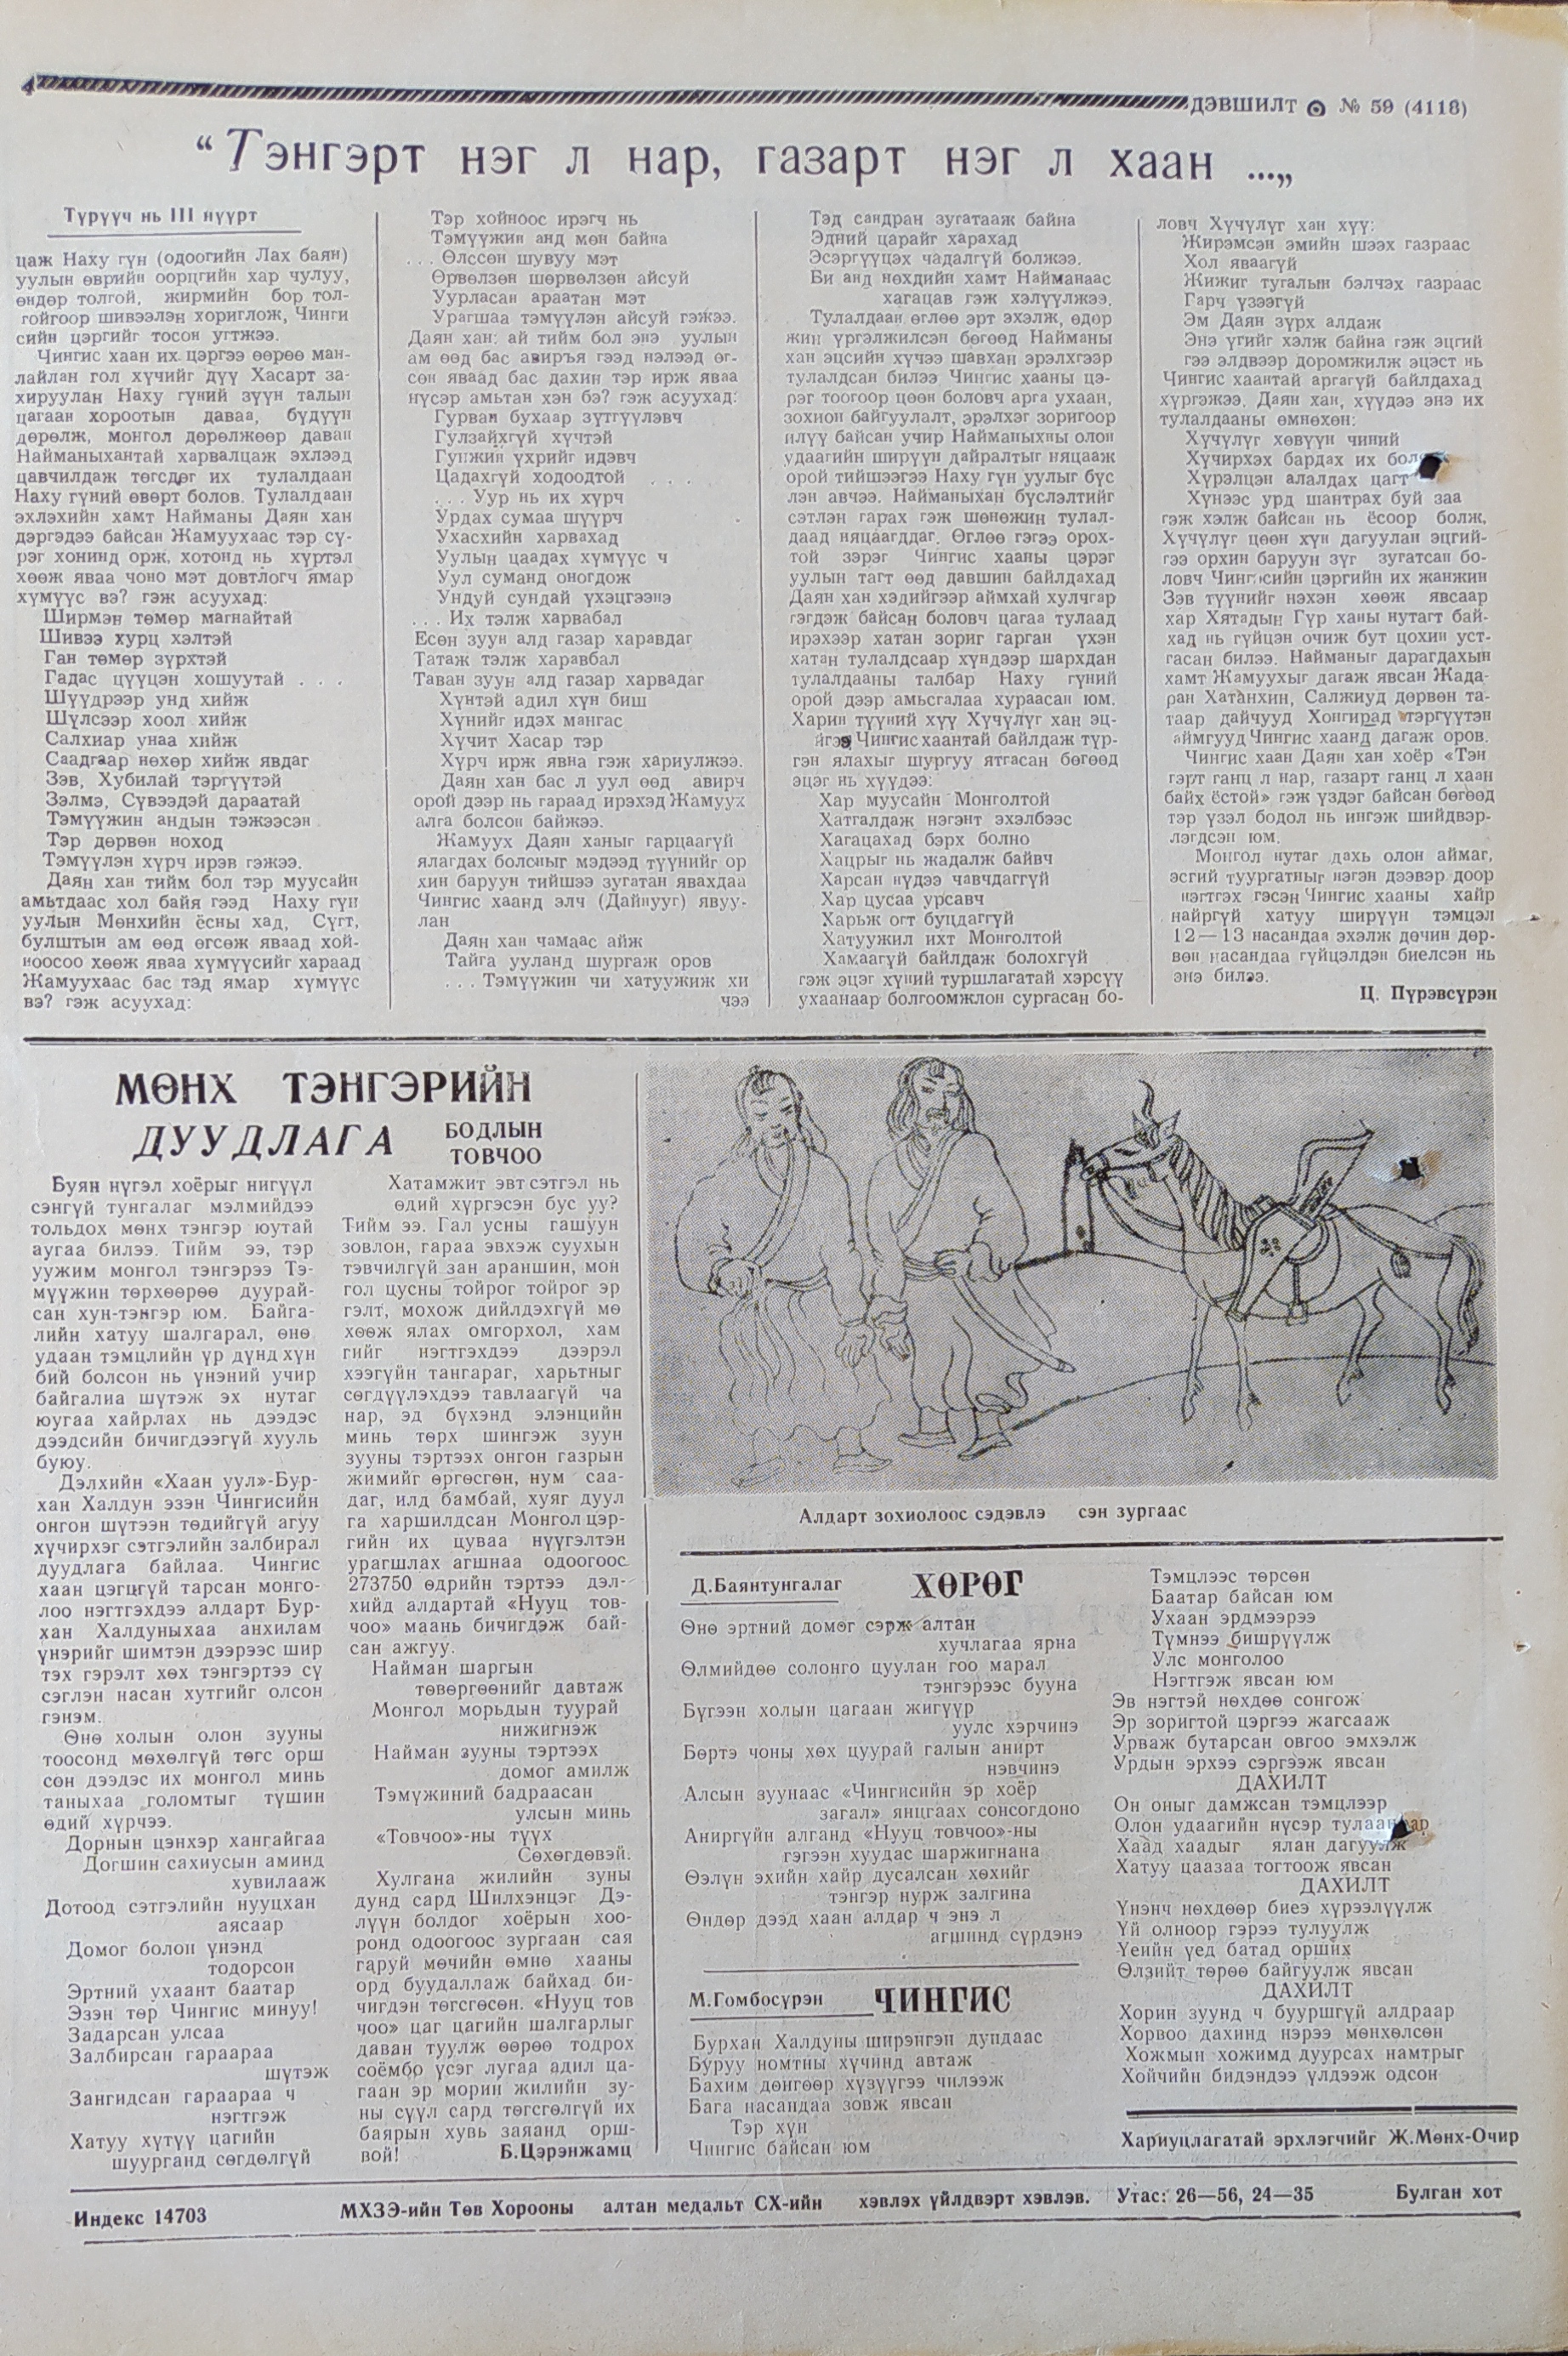 4
ДЭВШИЛТ № 59 (4118)
“Тэнгэрт нэг л нар, газарт нэг л хаан ...„
Түрүүч нь III нүүрт
цаж Наху гүн (одоогийн Лах баян)
уулын өврийн оорцгийн хар чулуу,
өндөр толгой, жирмийн бор тол-
гойгоор шивээлэн хориглож, Чинги
сийн цэргийг тосон угтжээ.
Чингис хаан их цэргээ өөрөө ман-
лайлан гол хүчийг дүү Хасарт за-
хируулан Наху гүний зүүн талын
цагаан хороотын даваа, бүдүүн
дөрөлж, монгол дөрөлжөөр даван
Найманыхантай харвалцаж эхлээд
цавчилдаж төгсдөг их тулалдаан
Наху гүний өвөрт болов. Тулалдаан
эхлэхийн хамт Найманы Даян хан
дэргэдээ байсан Жамуухаас тэр сү-
рэг хонинд орж, хотонд нь хүртэл
хөөж яваа чоно мэт довтлогч ямар
хүмүүс вэ? гэж асуухад:
Ширмэн төмөр магнайтай
Шивээ хурц хэлтэй
Ган төмөр зүрхтэй
Гадас цүүцэн хошуутай . . .
Шүүдрээр унд хийж
Шүлсээр хоол хийж
Салхиар унаа хийж
Саадгаар нөхөр хийж явдаг
Зэв, Хубилай тэргүүтэй
Зэлмэ, Сүвээдэй дараатай
Тэмүүжин андын тэжээсэн
Тэр дөрвөн ноход
Тэмүүлэн хүрч ирэв гэжээ.
Даян хан тийм бол тэр муусайн
амьтдаас хол байя гээд Наху гүн
уулын Мөнхийн ёсны хад, Сүгт,
булштын ам өөд өгсөж яваад хой-
ноосоо хөөж яваа хүмүүсийг хараад
Жамуухаас бас тэд ямар хүмүүс
вэ? гэж асуухад:
Тэр хойноос ирэгч нь
Тэмүүжин анд мөн байна
. . . Өлссөн шувуу мэт
Өрвөлзөн шөрвөлзөн айсуй
Уурласан араатан мэт
Урагшаа тэмүүлэн айсуй гэжээ.
Даян хан: ай тийм бол энэ уулын
ам өөд бас авиръя гээд нэлээд өг-
сөн яваад бас дахин тэр ирж яваа
нүсэр амьтан хэн бэ? гэж асуухад:
Гурван бухаар зүтгүүлэвч
Гулзайхгүй хүчтэй
Гунжин үхрийг идэвч
Цадахгүй ходоодтой . . .
. . . Уур нь их хүрч
Урдах сумаа шүүрч
Ухасхийн харвахад
Уулын цаадах хүмүүс ч
Уул суманд оногдож
Ундуй сундай үхэцгээнэ
. . . Их тэлж харвабал
Есөн зуун алд газар харавдаг
Татаж тэлж харавбал
Таван зуун алд газар харвадаг
Хүнтэй адил хүн биш
Хүнийг идэх мангас
Хүчит Хасар тэр
Хүрч ирж явна гэж хариулжээ.
Даян хан бас л уул өөд авирч
орой дээр нь гараад ирэхэд Жамуух
алга болсон байжээ.
Жамуух Даян ханыг гарцаагүй
ялагдах болсныг мэдээд түүнийг ор
хин баруун тийшээ зугатан явахдаа
Чингис хаанд элч (Дайнууг) явуу-
лан
Даян хан чамаас айж
Тайга ууланд шургаж оров
. . . Тэмүүжин чи хатуужиж хи
чээ
Тэд сандран зугатааж байна
Эдний царайг харахад
Эсэргүүцэх чадалгүй болжээ.
Би анд нөхдийн хамт Найманаас
хагацав гэж хэлүүлжээ.
Тулалдаан өглөө эрт эхэлж, өдөр
жин үргэлжилсэн бөгөөд Найманы
хан эцсийн хүчээ шавхан эрэлхгээр
тулалдсан билээ Чингис хааны цэ-
рэг тоогоор цөөн боловч арга ухаан,
зохион байгуулалт, эрэлхэг зоригоор
илүү байсан учир Найманыхны олон
удаагийн ширүүн дайралтыг няцааж
орой тийшээгээ Наху гүн уулыг бүс
лэн авчээ. Найманыхан бүслэлтийг
сэтлэн гарах гэж шөнөжин тулал-
даад няцаагддаг. Өглөө гэгээ орох-
той зэрэг Чингис хааны цэрэг
уулын тагт өөд давшин байлдахад
Даян хан хэдийгээр аймхай хулчгар
гэгдэж байсан боловч цагаа тулаад
ирэхээр хатан зориг гарган үхэн
хатан тулалдсаар хүндээр шархдан
тулалдааны талбар Наху гүний
орой дээр амьсгалаа хураасан юм.
Харин түүний хүү Хүчүлүг хан эц-
йгээ Чингис хаантай байлдаж түр-
гэн ялахыг шургуу ятгасан бөгөөд
эцэг нь хүүдээ:
Хар муусайн Монголтой
Хатгалдаж нэгэнт эхэлбээс
Хагацахад бэрх болно
Хацрыг нь жадалж байвч
Харсан нүдээ чавчдаггүй
Хар цусаа урсавч
Харьж огт буцдаггүй
Хатуужил ихт Монголтой
Хамаагүй байлдаж болохгүй
гэж эцэг хүний туршлагатай хэрсүү
ухаанаар болгоомжлон сургасан бо-
ловч Хүчүлүг хан хүү:
Жирэмсэн эмийн шээх газраас
Хол яваагүй
Жижиг тугалын бэлчэх газраас
Гарч үзээгүй
Эм Даян зүрх алдаж
Энэ үгийг хэлж байна гэж эцгий
гээ элдвээр доромжилж эцэст нь
Чингис хаантай аргагүй байлдахад
хүргэжээ. Даян хан, хүүдээ энэ их
тулалдааны өмнөхөн:
Хүчүлүг хөвүүн чиний
Хүчирхэх бардах их
Хүрэлцэн алалдах цагт
Хүнээс урд шантрах буй заа
гэж хэлж байсан нь ёсоор болж,
Хүчүлүг цөөн хүн дагуулан эцгий-
гээ орхин баруун зүг зугатсан бо-
ловч Чингисийн цэргийн их жанжин
Зэв түүнийг нэхэн хөөж явсаар
хар Хятадын Гүр ханы нутагт бай-
хад нь гүйцэн очиж бут цохин уст-
гасан билээ. Найманыг дарагдахын
хамт Жамуухыг дагаж явсан Жада-
ран Хатанхин, Салжиуд дөрвөн та-
таар дайчууд Хонгирад тэргүүтэн
аймгууд Чингис хаанд дагаж оров.
Чингис хаан Даян хан хоёр «Тэн
гэрт ганц л нар, газарт ганц л хаан
байх ёстой» гэж үздэг байсан бөгөөд
тэр үзэл бодол нь ингэж шийдвэр-
лэгдсэн юм.
Монгол нутаг дахь олон аймаг,
эсгий туургатныг нэгэн дээвэр доор
нэгтгэх гэсэн Чингис хааны хайр
найргүй хатуу ширүүн тэмцэл
12—13 насандаа эхэлж дөчин дөр-
вөн насандаа гүйцэлдэн биелсэн нь
энэ билээ.
Ц. Пүрэвсүрэн
МӨНХ ТЭНГЭРИЙН
ДУУДЛАГА
БОДЛЫН
ТОВЧОО
Буян нүгэл хоёрыг нигүүл
сэнгүй тунгалаг мэлмийдээ
тольдох мөнх тэнгэр юутай
аугаа билээ. Тийм ээ, тэр
уужим монгол тэнгэрээ Тэ-
мүүжин төрхөөрөө дуурай-
сан хун-тэнгэр юм. Байга-
лийн хатуу шалгарал, өнө
удаан тэмцлийн үр дүнд хүн
бий болсон нь үнэний учир
байгалиа шүтэж эх нутаг
юугаа хайрлах нь дээдэс
дээдсийн бичигдээгүй хууль
буюу.
Дэлхийн «Хаан уул»-Бур-
хан Халдун эзэн Чингисийн
онгон шүтээн төдийгүй агуу
хүчирхэг сэтгэлийн залбирал
дуудлага байлаа. Чингис
хаан цэгцгүй тарсан монго-
лоо нэгтгэхдээ алдарт Бур-
хан Халдуныхаа анхилам
үнэрийг шимтэн дээрээс шир
тэх гэрэлт хөх тэнгэртээ сү
сэглэн насан хутгийг олсон
гэнэм.
Өнө холын олон зууны
тоосонд мөхөлгүй төгс орш
сон дээдэс их монгол минь
таныхаа голомтыг түшин
өдий хүрчээ.
Дорнын цэнхэр хангайгаа
Догшин сахиусын аминд
хувилааж
Дотоод сэтгэлийн нууцхан
аясаар
Домог болон үнэнд
тодорсон
Эртний ухаант баатар
Эзэн төр Чингис минуу!
Задарсан улсаа
Залбирсан гараараа
шүтэж
Зангидсан гараараа ч
нэгтгэж
Хатуу хүтүү цагийн
шуурганд сөгдөлгүй
Хатамжит эвт сэтгэл нь
өдий хүргэсэн бус уу?
Тийм ээ. Гал усны гашуун
зовлон, гараа эвхэж суухын
тэвчилгүй зан араншин, мон
гол цусны тойрог тойрог эр
гэлт, мохож дийлдэхгүй мө
хөөж ялах омгорхол, хам
гийг нэгтгэхдээ дээрэл
хээгүйн тангараг, харьтныг
сөгдүүлэхдээ тавлаагүй ча
нар, эд бүхэнд элэнцийн
минь төрх шингэж зуун
зууны тэртээх онгон газрын
жимийг өргөсгөн, нум саа-
даг, илд бамбай, хуяг дуул
га харшилдсан Монгол цэр-
гийн их цуваа нүүгэлтэн
урагшлах агшнаа одоогоос
273750 өдрийн тэртээ дэл-
хийд алдартай «Нууц тов-
чоо» маань бичигдэж бай-
сан ажгуу.
Найман шаргын
төвөргөөнийг давтаж
Монгол морьдын туурай
нижигнэж
Найман зууны тэртээх
домог амилж
Тэмүжиний бадраасан
улсын минь
«Товчоо»-ны түүх
Сөхөгдөвэй.
Хулгана жилийн зуны
дунд сард Шилхэнцэг Дэ-
лүүн болдог хоёрын хоо-
ронд одоогоос зургаан сая
гаруй мөчийн өмнө хааны
орд буудаллаж байхад би-
чигдэн төгсгөсөн. «Нууц тов
чоо» цаг цагийн шалгарлыг
даван туулж өөрөө тодрох
соёмбо үсэг лугаа адил ца-
гаан эр морин жилийн зу-
ны сүүл сард төгсгөлгүй их
баярын хувь заяанд орш-
вой!
Б.Цэрэнжамц
Алдарт зохиолоос сэдэвлэ сэн зургаас
Д.Баянтунгалаг
ХӨРӨГ
Өнө эртний домог сэрж алтан
хучлагаа ярна
Өлмийдөө солонго цуулан гоо марал
тэнгэрээс бууна
Бүгээн холын цагаан жигүүр
уулс хэрчинэ
Бөртэ чоны хөх цуурай галын анирт
нэвчинэ
Алсын зуунаас «Чингисийн эр хоёр
загал» янцгаах сонсогдоно
Аниргүйн алганд «Нууц товчоо»-ны
гэгээн хуудас шаржигнана
Өэлүн эхийн хайр дусалсан хөхийг
тэнгэр нурж залгина
Өндөр дээд хаан алдар ч энэ л
агшинд сүрдэнэ
М.Гомбосүрэн
ЧИНГИС
Бурхан Халдуны ширэнгэн дундаас
Буруу номтны хүчинд автаж
Бахим дөнгөөр хүзүүгээ чилээж
Бага насандаа зовж явсан
Тэр хүн
Чингис байсан юм
Тэмцлээс төрсөн
Баатар байсан юм
Ухаан эрдмээрээ
Түмнээ бишрүүлж
Улс монголоо
Нэгтгэж явсан юм
Эв нэгтэй нөхдөө сонгож
Эр зоригтой цэргээ жагсааж
Урваж бутарсан овгоо эмхэлж
Урдын эрхээ сэргээж явсан
ДАХИЛТ
Он оныг дамжсан тэмцлээр
Олон удаагийн нүсэр
Хаад хаадыг ялан дагуулж
Хатуу цаазаа тогтоож явсан
ДАХИЛТ
Үнэнч нөхдөөр биеэ хүрээлүүлж
Үй олноор гэрээ тулуулж
Үеийн үед батад орших
Өлзийт төрөө байгуулж явсан
ДАХИЛТ
Хорин зуунд ч бууршгүй алдраар
Хорвоо дахинд нэрээ мөнхөлсөн
Хожмын хожимд дуурсах намтрыг
Хойчийн бидэндээ үлдээж одсон
Хариуцлагатай эрхлэгчийг Ж.Мөнх-Очир
Индекс 14703
МХЗЭ-ийн Төв Хорооны алтан медальт СХ-ийн хэвлэх үйлдвэрт хэвлэв.
Утас: 26—56, 24—35
Булган хот